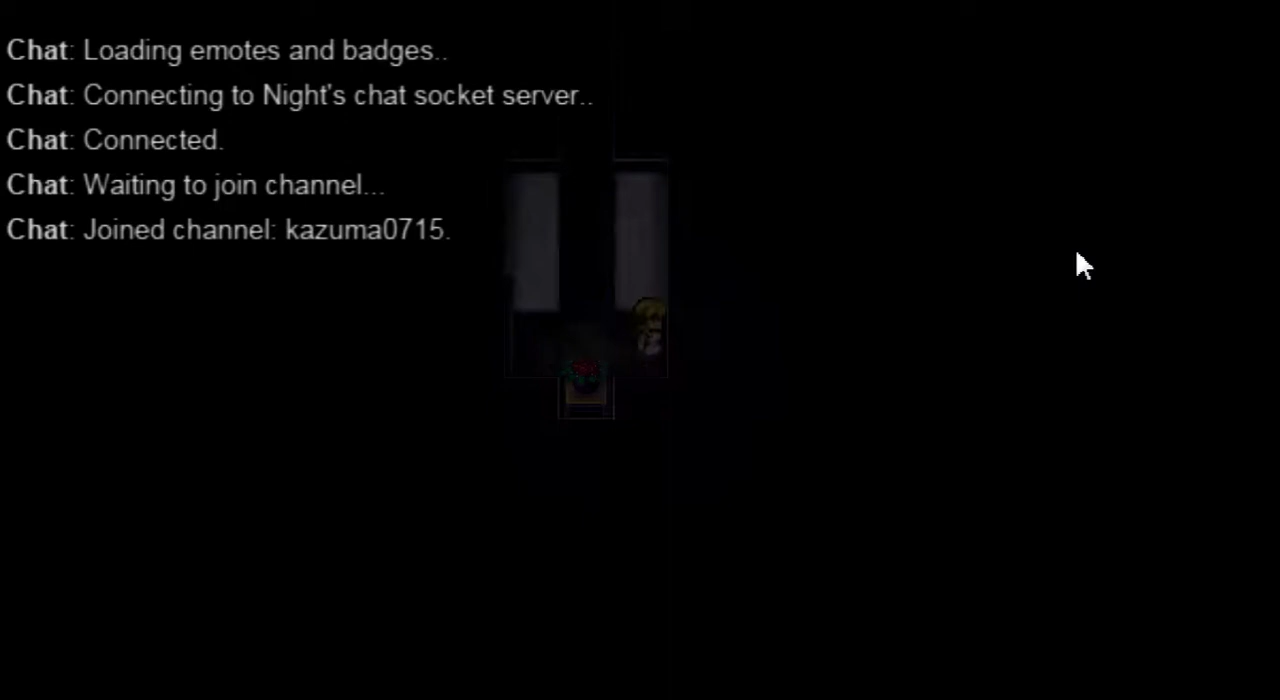 Chat: Loading emotes and badges..
Chat: Connecting to Night's chat socket server..
Chat: Connected.
Chat: Waiting to join channel...
Chat: Joined channel: kazuma0715.